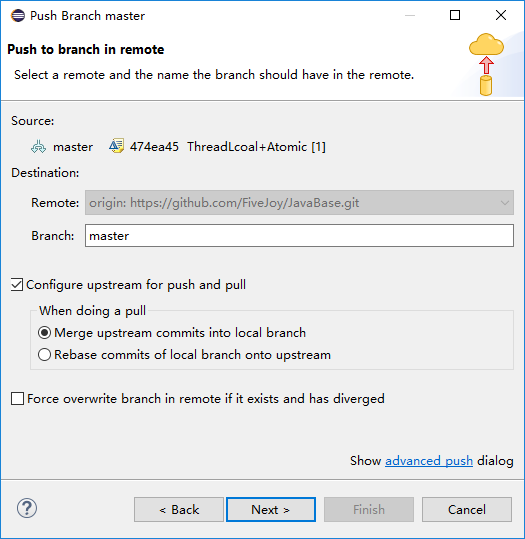 Push Branch master
Push to branch in remote
Select a remote and the name the branch should have in the remote.
Source:
master 474ea45 ThreadLcoal+Atomic [1]
Destination:
Remote: origin: https://github.com/FiveJoy/JavaBase.git
Branch: master
Configure upstream for push and pull
When doing a pull
Merge upstream commits into local branch
Rebase commits of local branch onto upstream
Force overwrite branch in remote if it exists and has diverged
Show advanced push dialog
? < Back Next > Finish Cancel